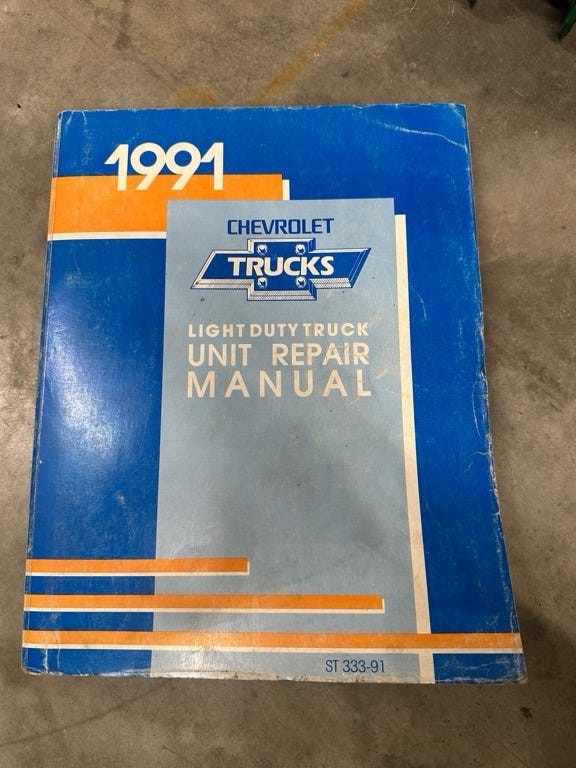 1991
CHEVROLET
TRUCKS
LIGHT DUTY TRUCK
UNIT REPAIR
MANUAL
ST 333-91